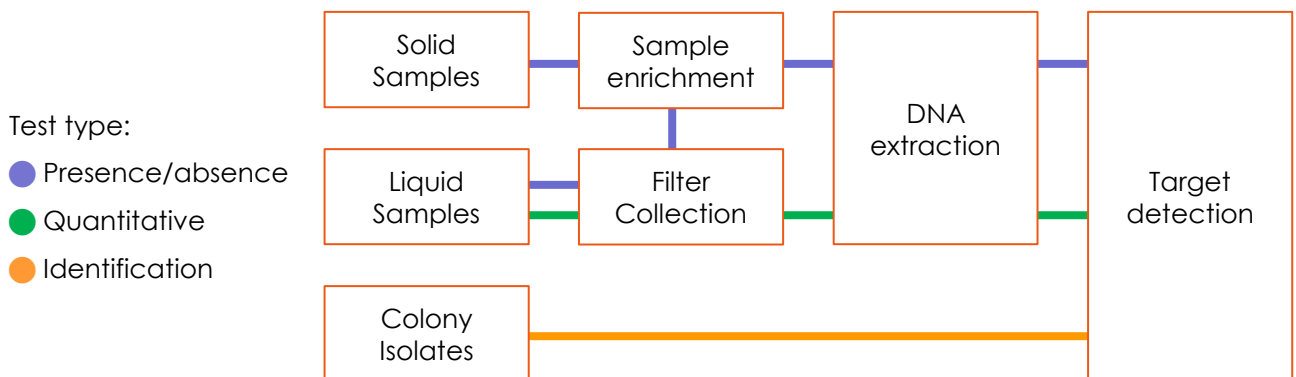 Test type:
Presence/absence
Quantitative
Identification
Solid
Samples
Sample
enrichment
DNA
extraction
Target
detection
Liquid
Samples
Filter
Collection
Colony
Isolates